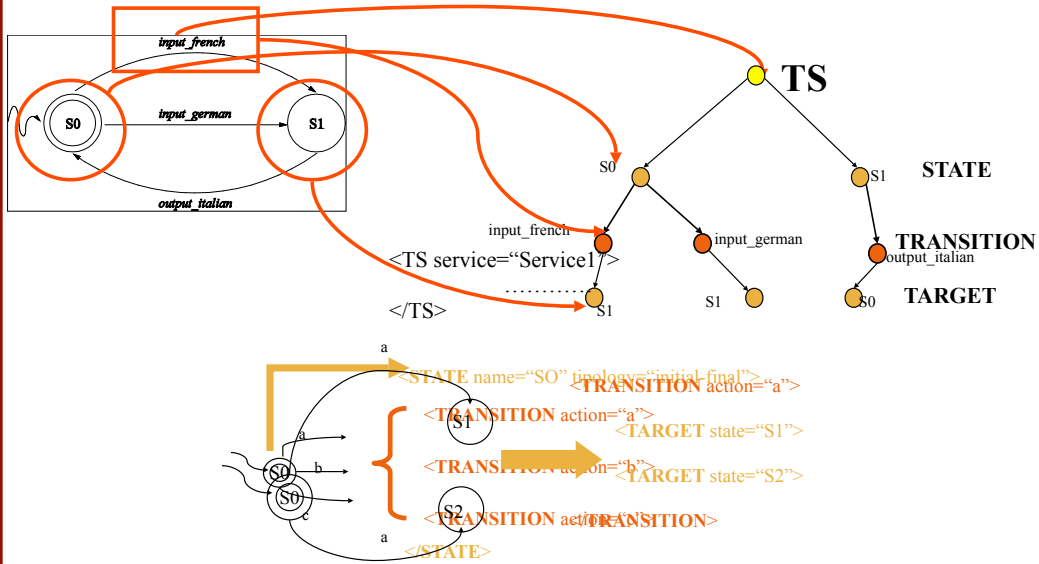 input_french
S0
input_german
S1
output_italian
TS
S0
S1
STATE
input_french
input_german
TRANSITION
output_italian
<TS service=“Service1”>
....................
S1
S1
S0
TARGET
</TS>
a
<STATE name=“SO” tipology=“initial-final”>
<TRANSITION action=“a”>
<TRANSITION action=“a”>
S1
<TARGET state=“S1”>
a
b
S0
<TRANSITION action=“b”>
<TARGET state=“S2”>
S0
c
S2
<TRANSITION action=“c”>
</TRANSITION>
a
</STATE>